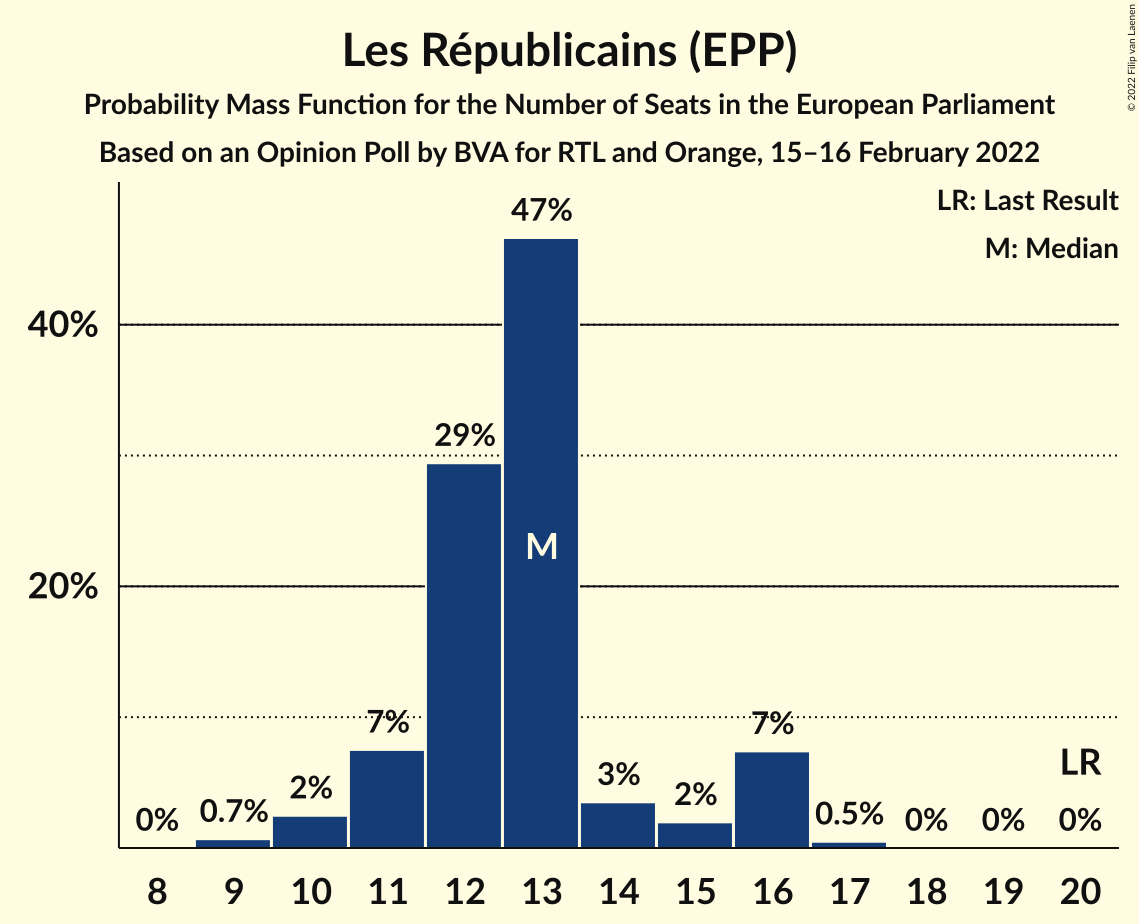 Les Républicains (EPP)
Probability Mass Function for the Number of Seats in the European Parliament
Based on an Opinion Poll by BVA for RTL and Orange, 15–16 February 2022
© 2022 Filip van Laenen
LR: Last Result
M: Median
47%
40%
29%
M
20%
7%
7%
LR
3%
2%
2%
0%
0.7%
0.5%
0%
0%
0%
8 9 10 11 12 13 14 15 16 17 18 19 20